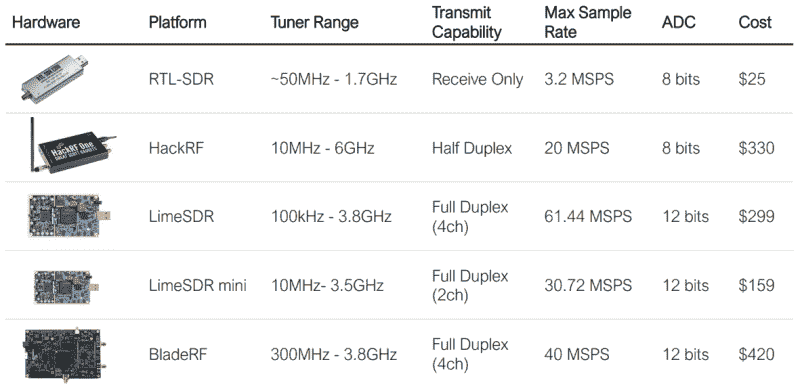 Hardware Platform Tuner Range Transmit Capability Max Sample Rate ADC Cost
RTL-SDR ~50MHz - 1.7GHz Receive Only 3.2 MSPS 8 bits $25
HackRF One
HackRF 10MHz - 6GHz Half Duplex 20 MSPS 8 bits $330
LimeSDR 100kHz - 3.8GHz Full Duplex (4ch) 61.44 MSPS 12 bits $299
LimeSDR mini 10MHz- 3.5GHz Full Duplex (2ch) 30.72 MSPS 12 bits $159
BladeRF 300MHz - 3.8GHz Full Duplex (4ch) 40 MSPS 12 bits $420